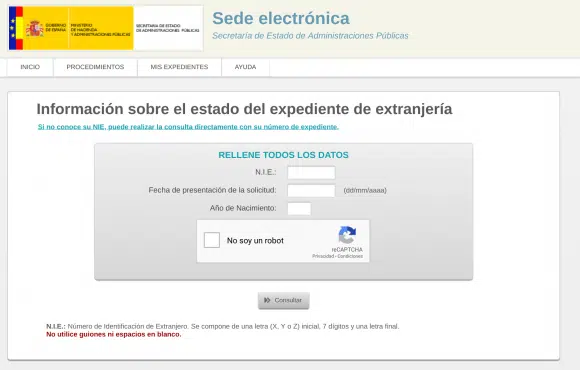 GOBIERNO
DE ESPAÑA
MINISTERIO
DE HACIENDA
Y ADMINISTRACIONES PÚBLICAS
SECRETARÍA DE ESTADO
DE ADMINISTRACIONES PÚBLICAS
Sede electrónica
Secretaría de Estado de Administraciones Públicas
INICIO PROCEDIMIENTOS MIS EXPEDIENTES AYUDA
Información sobre el estado del expediente de extranjería
Si no conoce su NIE, puede realizar la consulta directamente con su número de expediente.
RELLENE TODOS LOS DATOS
N.I.E.:
Fecha de presentación de la solicitud: (dd/mm/aaaa)
Año de Nacimiento:
No soy un robot
reCAPTCHA
Privacidad - Condiciones
Consultar
N.I.E.: Número de Identificación de Extranjero. Se compone de una letra (X, Y o Z) inicial, 7 dígitos y una letra final.
No utilice guiones ni espacios en blanco.